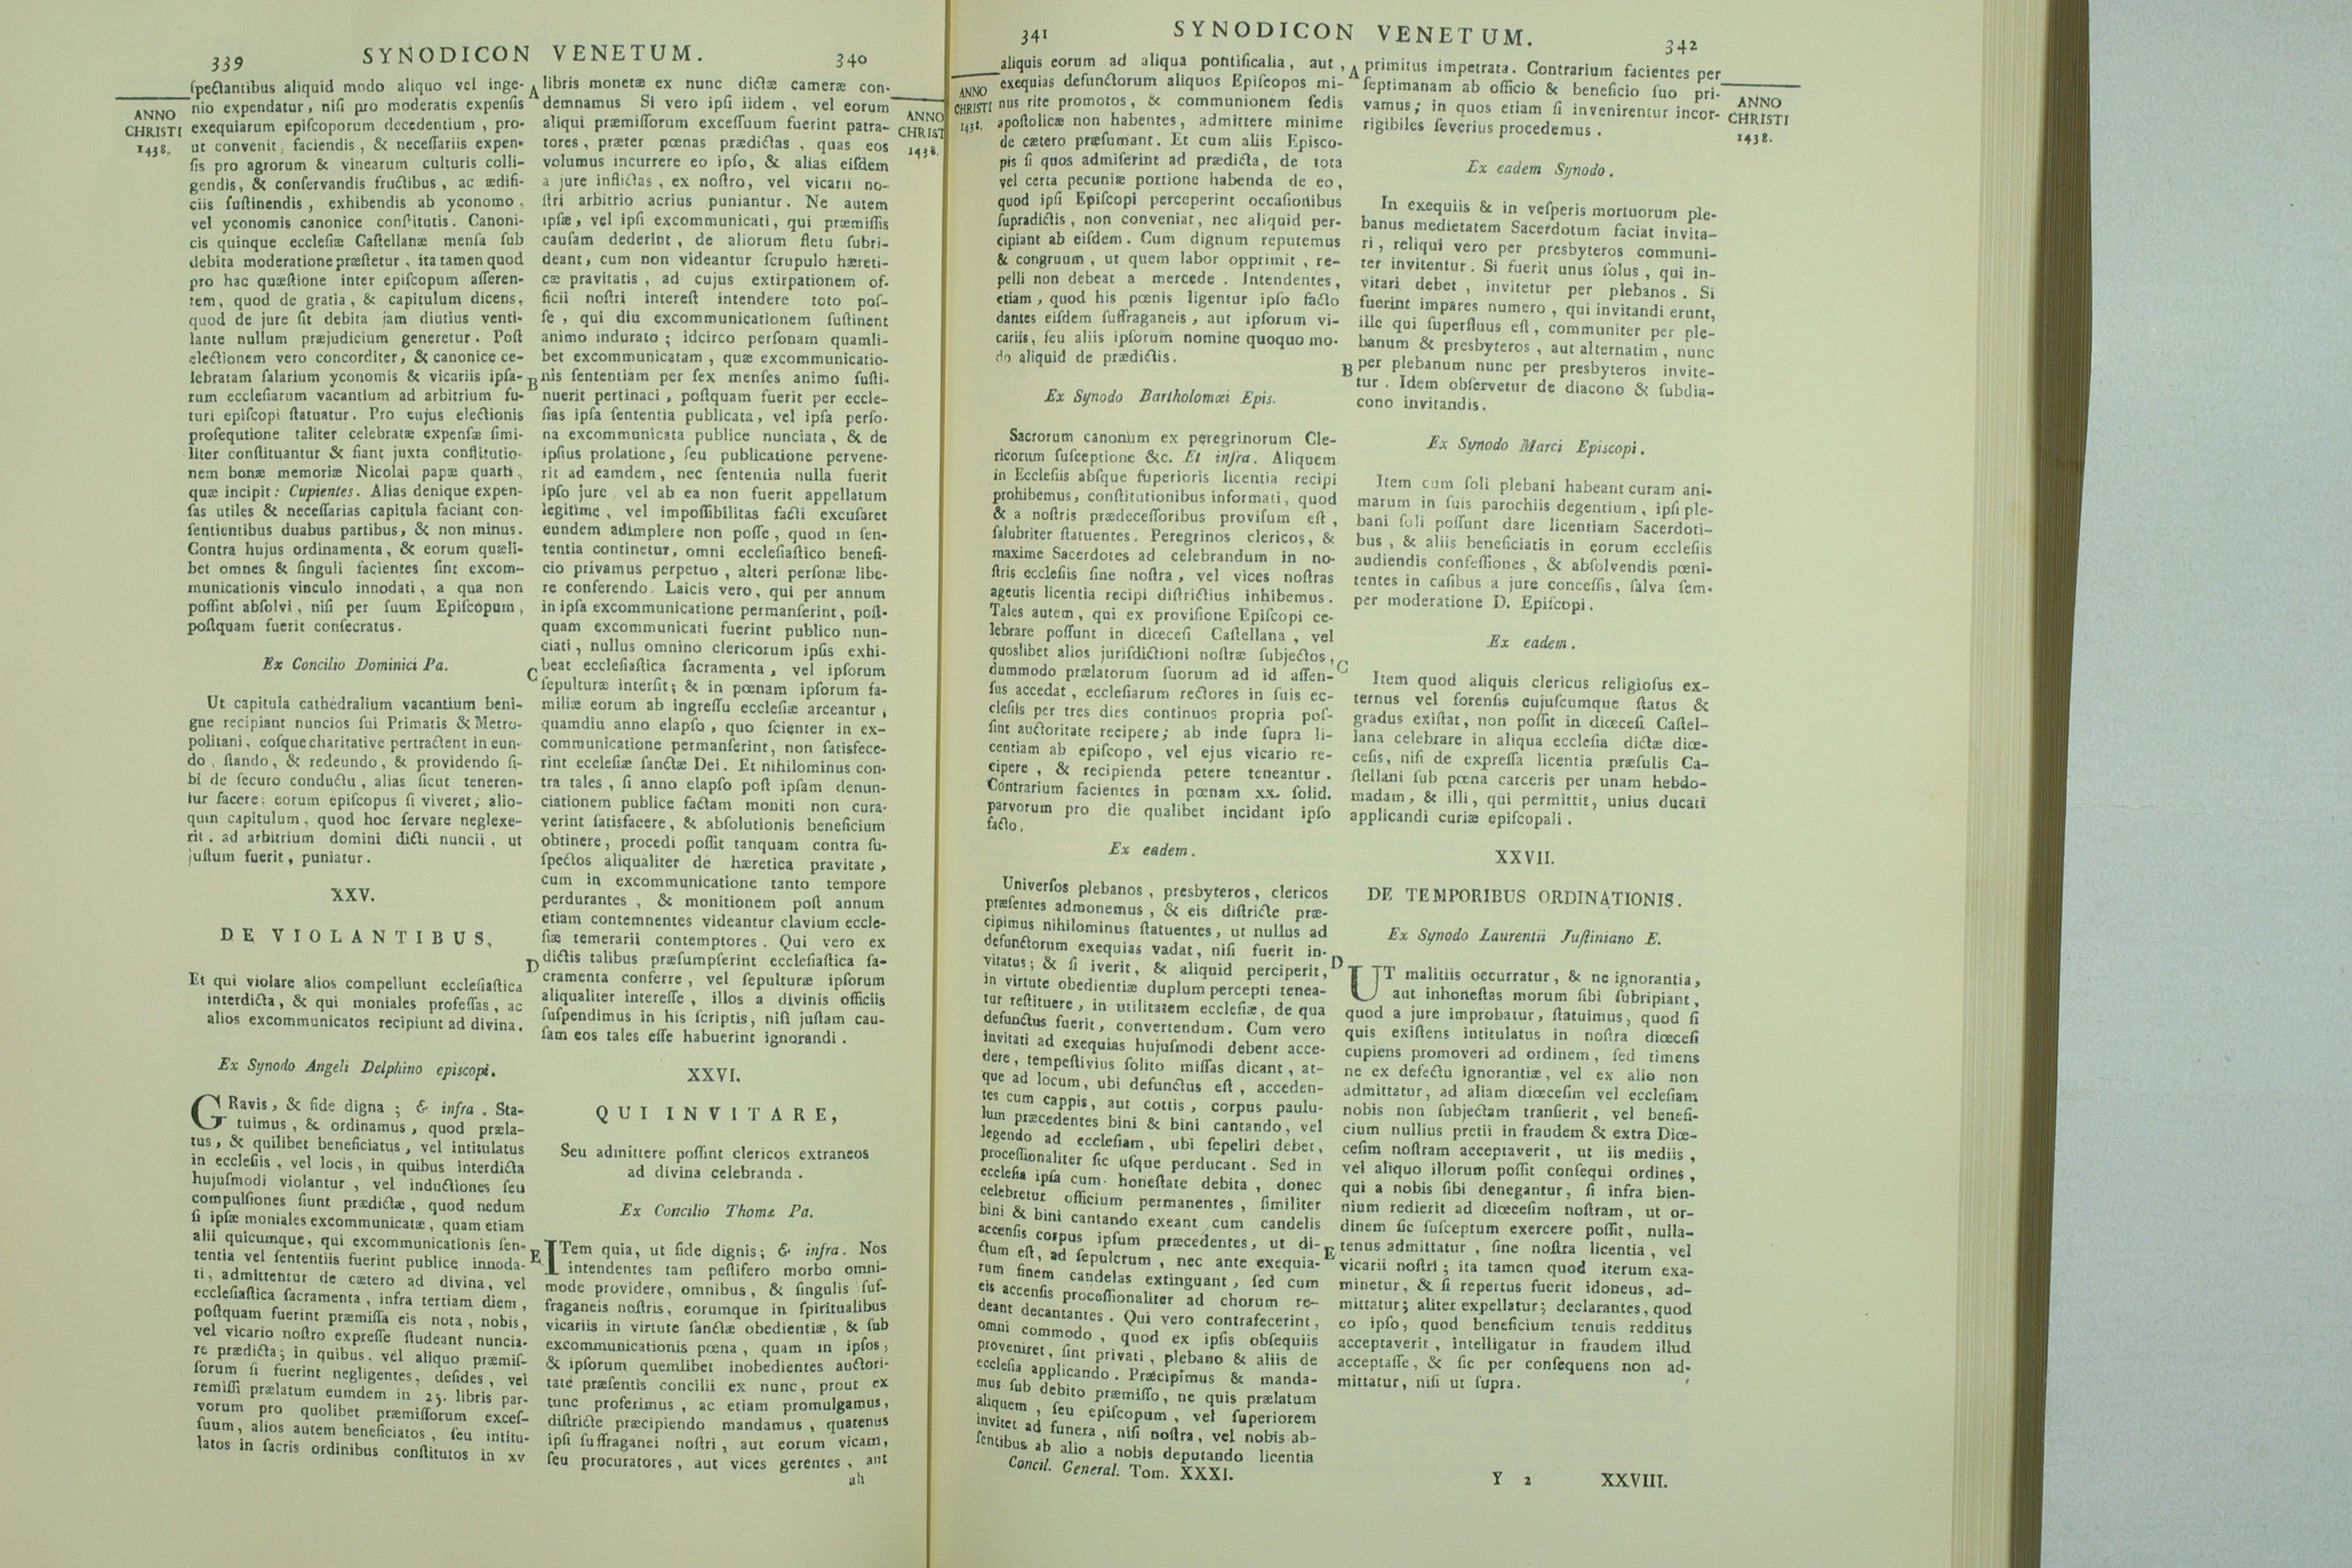 339 SYNODICON VENETUM. 340
ANNO
CHRISTI
1438.
ſpectantibus aliquid modo aliquo vel inge-
nio expendatur, niſi pro moderatis expenſis
exequiarum epiſcoporum decedentium, pro-
ut convenit, faciendis, & neceſſariis expen-
ſis pro agrorum & vinearum culturis colli-
gendis, & conſervandis fructibus, ac ædifi-
ciis ſuſtinendis, exhibendis ab yconomo,
vel yconomis canonice conſtitutis. Canoni-
cis quinque eccleſiæ Caſtellanæ menſa ſub
debita moderatione præſtetur, ita tamen quod
pro hac quæſtione inter epiſcopum aſſeren-
tem, quod de gratia, & capitulum dicens,
quod de jure ſit debita jam diutius venti-
lante nullum præjudicium generetur. Poſt
electionem vero concorditer, & canonice ce-
lebratam ſalarium yconomis & vicariis ipſa-
rum eccleſiarum vacantium ad arbitrium fu-
turi epiſcopi ſtatuatur. Pro cujus electionis
proſequtione taliter celebratæ expenſæ ſimi-
liter conſtituantur & fiant juxta conſtitutio-
nem bonæ memoriæ Nicolai papæ quarti,
quæ incipit: Cupientes. Alias denique expen-
ſas utiles & neceſſarias capitula faciant con-
ſentientibus duabus partibus, & non minus.
Contra hujus ordinamenta, & eorum quæli-
bet omnes & ſinguli facientes ſint excom-
municationis vinculo innodati, a qua non
poſſint abſolvi, niſi per ſuum Epiſcopum,
poſtquam fuerit conſecratus.
Ex Concilio Dominici Pa.
Ut capitula cathedralium vacantium beni-
gne recipiant nuncios ſui Primatis & Metro-
politani, eoſque charitative pertractent in eun-
do, ſtando, & redeundo, & providendo ſi-
bi de ſecuro conductu, alias ſicut teneren-
tur facere; eorum epiſcopus ſi viveret; alio-
quin capitulum, quod hoc ſervare neglexe-
rit, ad arbitrium domini dicti nuncii, ut
juſtum fuerit, puniatur.
XXV.
DE VIOLANTIBUS,
Et qui violare alios compellunt eccleſiaſtica
interdicta, & qui moniales profeſſas, ac
alios excommunicatos recipiunt ad divina.
Ex Synodo Angeli Delphino epiſcopi.
GRavis, & fide digna; & infra. Sta-
tuimus, & ordinamus, quod præla-
tus, & quilibet beneficiatus, vel intitulatus
in eccleſiis, vel locis, in quibus interdicta
hujuſmodi violantur, vel inductiones ſeu
compulſiones fiunt prædictæ, quod nedum
ſi ipſæ moniales excommunicatæ, quam etiam
alii quicumque, qui excommunicationis ſen-
tentia vel ſententiis fuerint publice innoda-
ti, admittentur de cætero ad divina, vel
eccleſiaſtica ſacramenta, infra tertiam diem,
poſtquam fuerint præmiſſa eis nota, nobis,
vel vicario noſtro expreſſe ſtudeant nuncia-
re prædicta; in quibus, vel aliquo præmiſ-
ſorum ſi fuerint negligentes, deſides, vel
remiſſi prælatum eumdem in 25. libris par-
vorum pro quolibet præmiſſorum exceſ-
ſuum, alios autem beneficiatos, ſeu intitu-
latos in ſacris ordinibus conſtitutos in xv
A
B
C
D
E
libris monetæ ex nunc dictæ cameræ con-
demnamus Si vero ipſi iidem, vel eorum
aliqui præmiſſorum exceſſuum fuerint patra-
tores, præter pœnas prædictas, quas eos
volumus incurrere eo ipſo, & alias eiſdem
a jure inflictas, ex noſtro, vel vicarii no-
ſtri arbitrio acrius puniantur. Ne autem
ipſæ, vel ipſi excommunicati, qui præmiſſis
cauſam dederint, de aliorum fletu ſubri-
deant, cum non videantur ſcrupulo hæreti-
cæ pravitatis, ad cujus extirpationem of-
ficii noſtri intereſt intendere toto poſ-
ſe, qui diu excommunicationem ſuſtinent
animo indurato; idcirco perſonam quamli-
bet excommunicatam, quæ excommunicatio-
nis ſententiam per ſex menſes animo ſuſti-
nuerit pertinaci, poſtquam fuerit per eccle-
ſias ipſa ſententia publicata, vel ipſa perſo-
na excommunicata publice nunciata, & de
ipſius prolatione, ſeu publicatione pervene-
rit ad eamdem, nec ſententia nulla fuerit
ipſo jure, vel ab ea non fuerit appellatum
legitime, vel impoſſibilitas facti excuſaret
eundem adimplere non poſſe, quod in ſen-
tentia continetur, omni eccleſiaſtico benefi-
cio privamus perpetuo, alteri perſonæ libe-
re conferendo. Laicis vero, qui per annum
in ipſa excommunicatione permanſerint, poſt-
quam excommunicati fuerint publico nun-
ciati, nullus omnino clericorum ipſis exhi-
beat eccleſiaſtica ſacramenta, vel ipſorum
ſepulturæ interſit; & in pœnam ipſorum fa-
miliæ eorum ab ingreſſu eccleſiæ arceantur,
quamdiu anno elapſo, quo ſcienter in ex-
communicatione permanſerint, non ſatisfece-
rint eccleſiæ ſanctæ Dei. Et nihilominus con-
tra tales, ſi anno elapſo poſt ipſam denun-
ciationem publice factam moniti non cura-
verint ſatisfacere, & abſolutionis beneficium
obtinere, procedi poſſit tanquam contra ſu-
ſpectos aliqualiter de hæretica pravitate,
cum in excommunicatione tanto tempore
perdurantes, & monitionem poſt annum
etiam contemnentes videantur clavium eccle-
ſiæ temerarii contemptores. Qui vero ex
dictis talibus præſumpſerint eccleſiaſtica ſa-
cramenta conferre, vel ſepulturæ ipſorum
aliqualiter intereſſe, illos a divinis officiis
ſuſpendimus in his ſcriptis, niſi juſtam cau-
ſam eos tales eſſe habuerint ignorandi.
XXVI.
QUI INVITARE,
Seu admittere poſſint clericos extraneos
ad divina celebranda.
Ex Concilio Thomæ Pa.
ITem quia, ut fide dignis; & infra. Nos
intendentes tam peſtifero morbo omni-
mode providere, omnibus, & ſingulis ſuf-
fraganeis noſtris, eorumque in ſpiritualibus
vicariis in virtute ſanctæ obedientiæ, & ſub
excommunicationis pœna, quam in ipſos,
& ipſorum quemlibet inobedientes auctori-
tate præſentis concilii ex nunc, prout ex
tunc proferimus, ac etiam promulgamus,
diſtricte præcipiendo mandamus, quatenus
ipſi ſuffraganei noſtri, aut eorum vicam,
ſeu procuratores, aut vices gerentes, aut
ali
ANNO
CHRIST
1438.
341 SYNODICON VENETUM. 342
ANNO
CHRISTI
1438.
aliquis eorum ad aliqua pontificalia, aut,
exequias defunctorum aliquos Epiſcopos mi-
nus rite promotos, & communionem ſedis
apoſtolicæ non habentes, admittere minime
de cætero præſumant. Et cum aliis Epiſco-
pis ſi quos admiſerint ad prædicta, de tota
vel certa pecuniæ portione habenda de eo,
quod ipſi Epiſcopi perceperint occaſionibus
ſupradictis, non conveniat, nec aliquid per-
cipiant ab eiſdem. Cum dignum reputemus
& congruum, ut quem labor opprimit, re-
pelli non debeat a mercede. Intendentes,
etiam, quod his pœnis ligentur ipſo facto
dantes eiſdem ſuffraganeis, aut ipſorum vi-
cariis, ſeu aliis ipſorum nomine quoquo mo-
do aliquid de prædictis.
Ex Synodo Bartholomæi Epis.
Sacrorum canonum ex peregrinorum Cle-
ricorum ſuſceptione &c. Et infra. Aliquem
in Eccleſiis abſque ſuperioris licentia recipi
prohibemus, conſtitutionibus informati, quod
& a noſtris prædeceſſoribus proviſum eſt,
ſalubriter ſtatuentes. Peregrinos clericos, &
maxime Sacerdotes ad celebrandum in no-
ſtris eccleſiis ſine noſtra, vel vices noſtras
ageutis licentia recipi diſtrictius inhibemus.
Tales autem, qui ex proviſione Epiſcopi ce-
lebrare poſſunt in diœceſi Caſtellana, vel
quoslibet alios juriſdictioni noſtræ ſubjectos,
dummodo prælatorum ſuorum ad id aſſen-
ſus accedat, eccleſiarum rectores in ſuis ec-
cleſiis per tres dies continuos propria poſ-
ſint auctoritate recipere; ab inde ſupra li-
centiam ab epiſcopo, vel ejus vicario re-
cipere, & recipienda petere teneantur.
Contrarium facientes in pœnam xx. ſolid.
parvorum pro die qualibet incidant ipſo
facto.
Ex eadem.
Univerſos plebanos, presbyteros, clericos
præſentes admonemus, & eis diſtricte præ-
cipimus nihilominus ſtatuentes, ut nullus ad
defunctorum exequias vadat, niſi fuerit in-
vitatus; & ſi iverit, & aliquid perciperit,
in virtute obedientiæ duplum percepti tenea-
tur reſtituere, in utilitatem eccleſiæ, de qua
defunctus fuerit, convertendum. Cum vero
invitati ad exequias hujuſmodi debent acce-
dere, tempeſtivius ſolito miſſas dicant, at-
que ad locum, ubi defunctus eſt, acceden-
tes cum cappis, aut cottis, corpus paulu-
lum præcedentes bini & bini cantando, vel
legendo ad eccleſiam, ubi ſepeliri debet,
proceſſionaliter ſic uſque perducant. Sed in
eccleſia ipſa cum honeſtate debita, donec
celebretur officium permanentes, ſimiliter
bini & bini cantando exeant cum candelis
accenſis corpus ipſum præcedentes, ut di-
ctum eſt, ad ſepulcrum, nec ante exequia-
rum finem candelas extinguant, ſed cum
eis accenſis proceſſionaliter ad chorum re-
deant decantantes. Qui vero contrafecerint,
omni commodo, quod ex ipſis obſequiis
proveniret, ſint privati, plebano & aliis de
eccleſia applicando. Præcipimus & manda-
mus ſub debito præmiſſo, ne quis prælatum
aliquem, ſeu epiſcopum, vel ſuperiorem
invitet ad funera, niſi noſtra, vel nobis ab-
ſentibus ab alio a nobis deputando licentia
Concil. General. Tom. XXXI.
A
B
C
D
E
primitus impetrata. Contrarium facientes per
ſeptimanam ab officio & beneficio ſuo pri-
vamus; in quos etiam ſi invenirentur incor-
rigibiles ſeverius procedemus.
Ex eadem Synodo.
In exequiis & in veſperis mortuorum ple-
banus medietatem Sacerdotum faciat invita-
ri, reliqui vero per presbyteros communi-
ter invitentur. Si fuerit unus ſolus, qui in-
vitari debet, invitetur per plebanos. Si
fuerint impares numero, qui invitandi erunt,
ille qui ſuperfluus eſt, communiter per ple-
banum & presbyteros, aut alternatim, nunc
per plebanum nunc per presbyteros invite-
tur. Idem obſervetur de diacono & ſubdia-
cono invitandis.
Ex Synodo Marci Epiſcopi.
Item cum ſoli plebani habeant curam ani-
marum in ſuis parochiis degentium, ipſi ple-
bani ſoli poſſunt dare licentiam Sacerdoti-
bus, & aliis beneficiatis in eorum eccleſiis
audiendis confeſſiones, & abſolvendis pœni-
tentes in caſibus a jure conceſſis, ſalva ſem-
per moderatione D. Epiſcopi.
Ex eadem.
Item quod aliquis clericus religioſus ex-
ternus vel forenſis cujuſcumque ſtatus &
gradus exiſtat, non poſſit in diœceſi Caſtel-
lana celebrare in aliqua eccleſia dictæ diœ-
ceſis, niſi de expreſſa licentia præſulis Ca-
ſtellani ſub pœna carceris per unam hebdo-
madam, & illi, qui permittit, unius ducati
applicandi curiæ epiſcopali.
XXVII.
DE TEMPORIBUS ORDINATIONIS.
Ex Synodo Laurentii Juſtiniano E.
UT malitiis occurratur, & ne ignorantia,
aut inhoneſtas morum ſibi ſubripiant,
quod a jure improbatur, ſtatuimus, quod ſi
quis exiſtens intitulatus in noſtra diœceſi
cupiens promoveri ad ordinem, ſed timens
ne ex defectu ignorantiæ, vel ex alio non
admittatur, ad aliam diœceſim vel eccleſiam
nobis non ſubjectam tranſierit, vel benefi-
cium nullius pretii in fraudem & extra Diœ-
ceſim noſtram acceptaverit, ut iis mediis,
vel aliquo illorum poſſit conſequi ordines,
qui a nobis ſibi denegantur, ſi infra bien-
nium redierit ad diœceſim noſtram, ut or-
dinem ſic ſuſceptum exercere poſſit, nulla-
tenus admittatur, ſine noſtra licentia, vel
vicarii noſtri; ita tamen quod iterum exa-
minetur, & ſi repertus fuerit idoneus, ad-
mittatur; aliter expellatur; declarantes, quod
eo ipſo, quod beneficium tenuis redditus
acceptaverit, intelligatur in fraudem illud
acceptaſſe, & ſic per conſequens non ad-
mittatur, niſi ut ſupra.
Y 2 XXVIII.
ANNO
CHRISTI
1438.